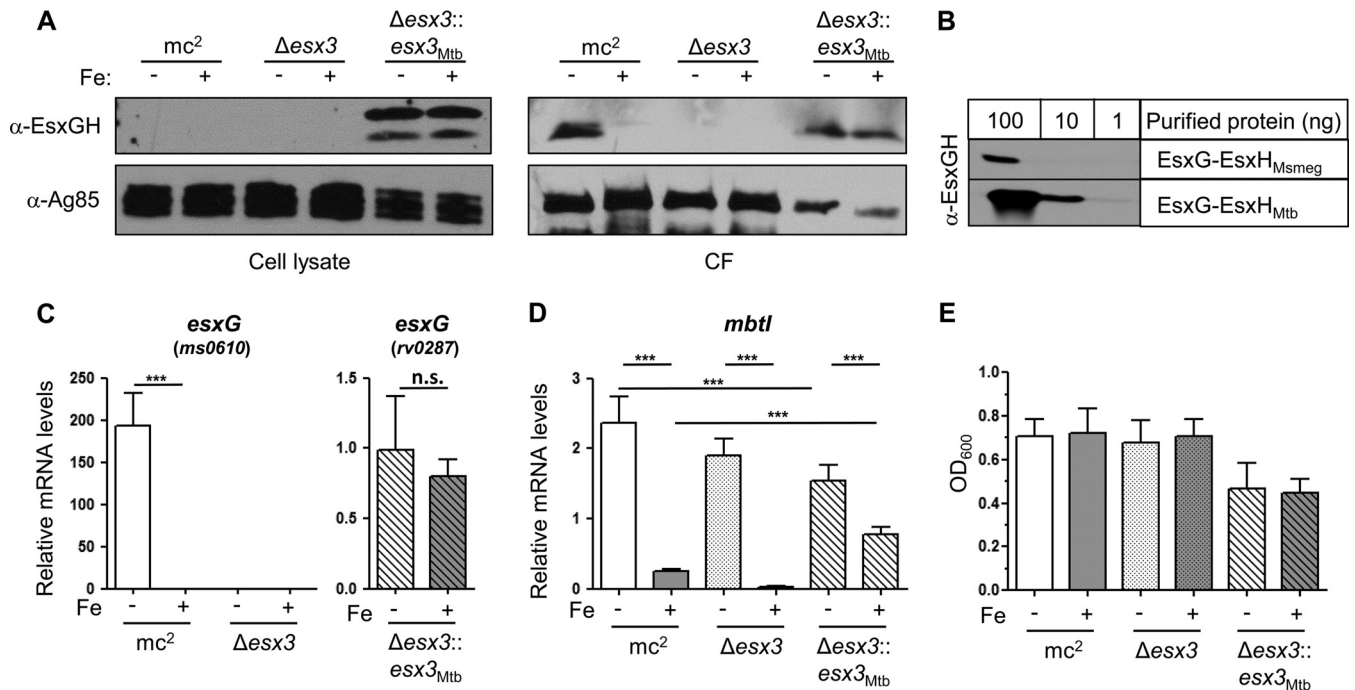 A
mc²
Δesx3
Δesx3::
esx3Mtb
mc²
Δesx3
Δesx3::
esx3Mtb
Fe: - + - + - + - + - + - +
α-EsxGH
α-Ag85
Cell lysate
CF
B
100 10 1 Purified protein (ng)
α-EsxGH
EsxG-EsxHMsmeg
EsxG-EsxHMtb
C
esxG
(ms0610)
esxG
(rv0287)
Relative mRNA levels
250
200
150
100
50
0
***
1.5
1.0
0.5
0.0
n.s.
Fe - + - + - +
mc²
Δesx3
Δesx3::
esx3Mtb
D
mbtI
Relative mRNA levels
3
2
1
0
*** *** ***
***
***
Fe - + - + - +
mc²
Δesx3
Δesx3::
esx3Mtb
E
OD600
1.0
0.8
0.6
0.4
0.2
0.0
Fe - + - + - +
mc²
Δesx3
Δesx3::
esx3Mtb